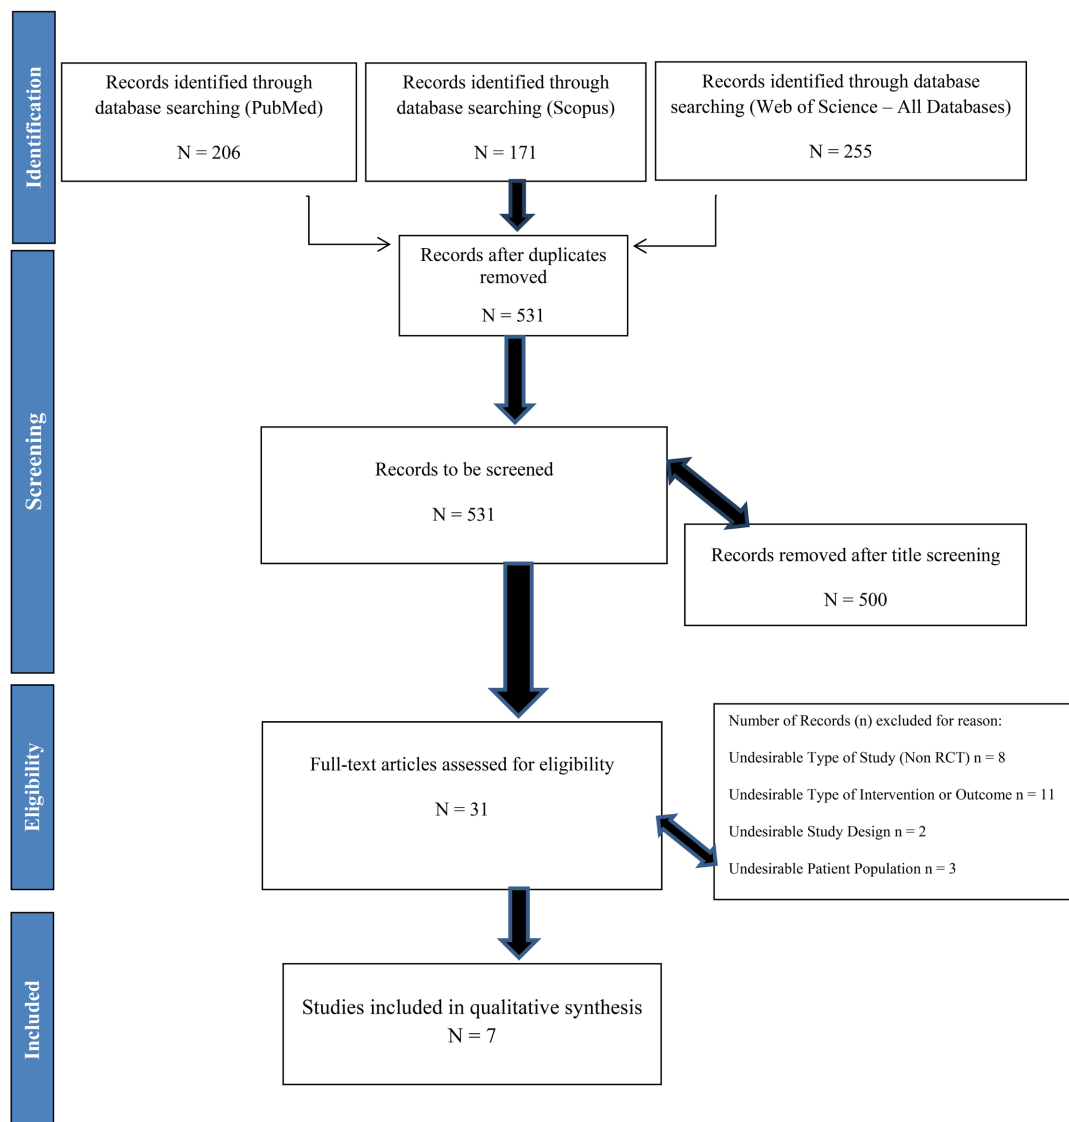 Identification
Records identified through
database searching (PubMed)
N = 206
Records identified through
database searching (Scopus)
N = 171
Records identified through database
searching (Web of Science – All Databases)
N = 255
Screening
Records after duplicates
removed
N = 531
Records to be screened
N = 531
Records removed after title screening
N = 500
Eligibility
Full-text articles assessed for eligibility
N = 31
Number of Records (n) excluded for reason:
Undesirable Type of Study (Non RCT) n = 8
Undesirable Type of Intervention or Outcome n = 11
Undesirable Study Design n = 2
Undesirable Patient Population n = 3
Included
Studies included in qualitative synthesis
N = 7